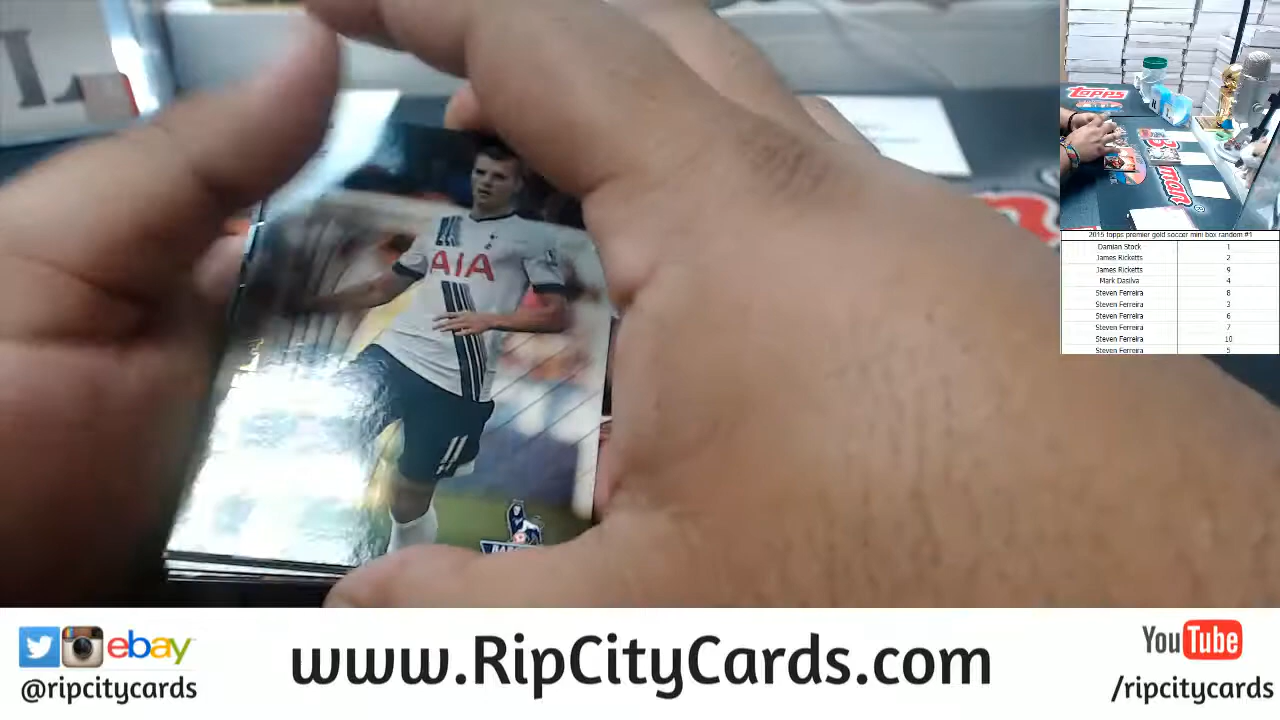 AIA
11
topps
B
man
2015 topps premier gold soccer mini box random #1
Damian Stock 1
James Ricketts 2
James Ricketts 9
Mark Dasilva 4
Steven Ferreira 8
Steven Ferreira 3
Steven Ferreira 6
Steven Ferreira 7
Steven Ferreira 10
Steven Ferreira 5
ebay
@ripcitycards
www.RipCityCards.com
YouTube
/ripcitycards